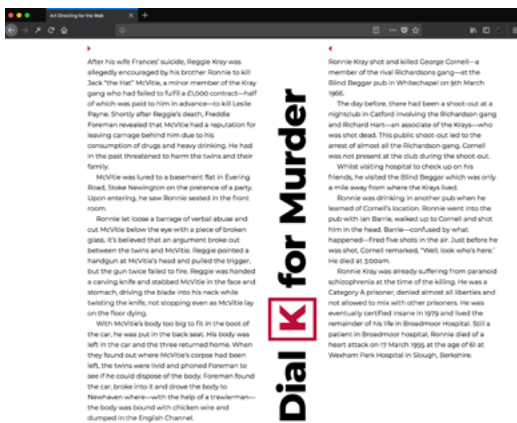 Art Directing for the Web
After his wife Frances’ suicide, Reggie Kray was
allegedly encouraged by his brother Ronnie to kill
Jack “the Hat” McVitie, a minor member of the Kray
gang who had failed to fulfil a £1,000 contract—half
of which was paid to him in advance—to kill Leslie
Payne. Shortly after Reggie’s death, Freddie
Foreman revealed that McVitie had a reputation for
leaving carnage behind him due to his
consumption of drugs and heavy drinking. He had
in the past threatened to harm the twins and their
family.
McVitie was lured to a basement flat in Evering
Road, Stoke Newington on the pretence of a party.
Upon entering, he saw Ronnie seated in the front
room.
Ronnie let loose a barrage of verbal abuse and
cut McVitie below the eye with a piece of broken
glass. It’s believed that an argument broke out
between the twins and McVitie. Reggie pointed a
handgun at McVitie’s head and pulled the trigger,
but the gun twice failed to fire. Reggie was handed
a carving knife and stabbed McVitie in the face and
stomach, driving the blade into his neck while
twisting the knife, not stopping even as McVitie lay
on the floor dying.
With McVitie’s body too big to fit in the boot of
the car, he was put in the back seat. His body was
left in the car and the three returned home. When
they found out where McVitie’s corpse had been
left, the twins were livid and phoned Foreman to
see if he could dispose of the body. Foreman found
the car, broke into it and drove the body to
Newhaven where—with the help of a trawlerman—
the body was bound with chicken wire and
dumped in the English Channel.
Dial K for Murder
Ronnie Kray shot and killed George Cornell—a
member of the rival Richardsons gang—at the
Blind Beggar pub in Whitechapel on 9th March
1966.
The day before, there had been a shoot-out at a
nightclub in Catford involving the Richardson gang
and Richard Hart—an associate of the Krays—who
was shot dead. This public shoot-out led to the
arrest of almost all the Richardson gang. Cornell
was not present at the club during the shoot-out.
Whilst visiting hospital to check up on his
friends, he visited the Blind Beggar which was only
a mile away from where the Krays lived.
Ronnie was drinking in another pub when he
learned of Cornell’s location. Ronnie went into the
pub with Ian Barrie, walked up to Cornell and shot
him in the head. Barrie—confused by what
happened—fired five shots in the air. Just before he
was shot, Cornell remarked, “Well, look who’s here.”
He died at 3:00am.
Ronnie Kray was already suffering from paranoid
schizophrenia at the time of the killing. He was a
Category A prisoner, denied almost all liberties and
not allowed to mix with other prisoners. He was
eventually certified insane in 1979 and lived the
remainder of his life in Broadmoor Hospital. Still a
patient in Broadmoor hospital, Ronnie died of a
heart attack on 17 March 1995 at the age of 61 at
Wexham Park Hospital in Slough, Berkshire.